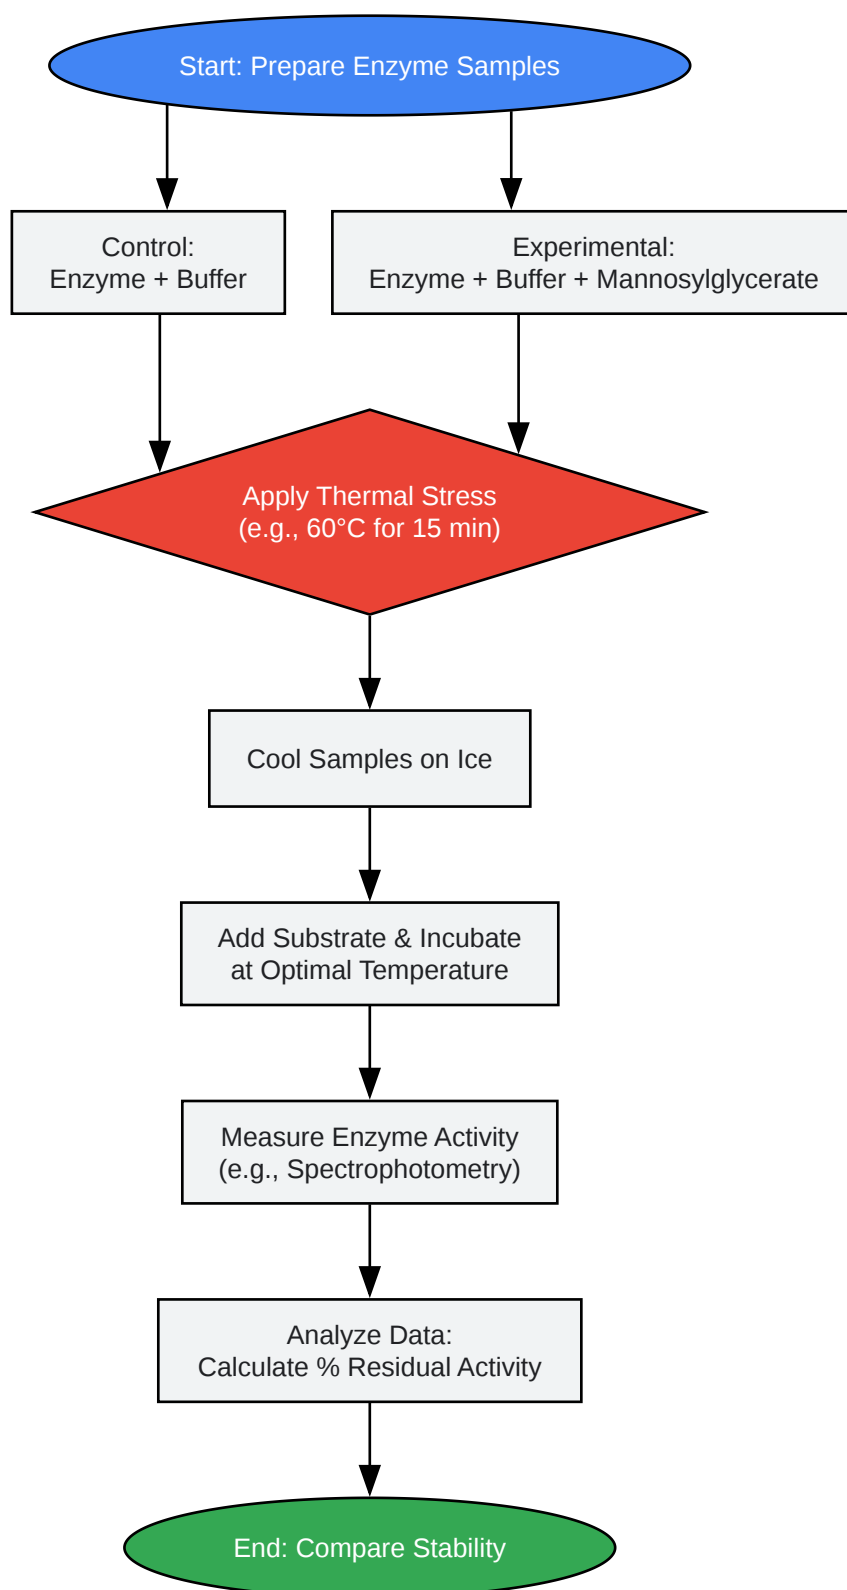 Start: Prepare Enzyme Samples
Control:
Enzyme + Buffer
Experimental:
Enzyme + Buffer + Mannosylglycerate
Apply Thermal Stress
(e.g., 60°C for 15 min)
Cool Samples on Ice
Add Substrate & Incubate
at Optimal Temperature
Measure Enzyme Activity
(e.g., Spectrophotometry)
Analyze Data:
Calculate % Residual Activity
End: Compare Stability